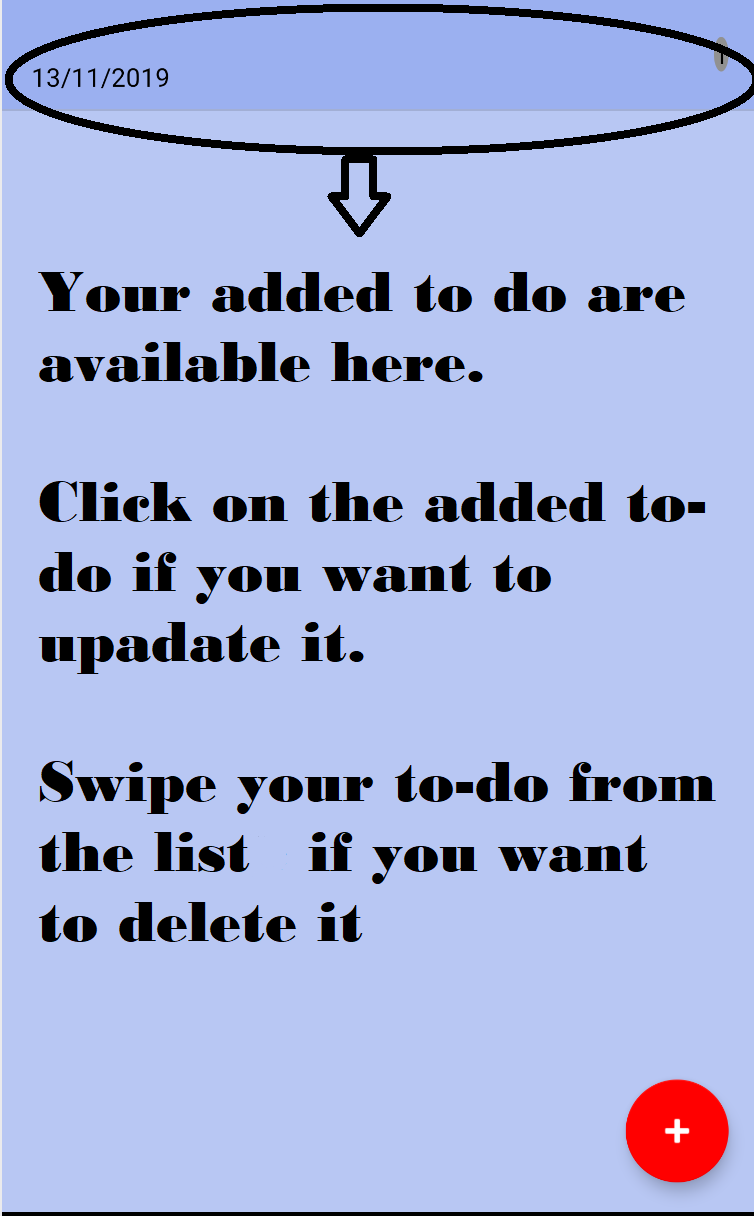 1
13/11/2019
Your added to do are
available here.
Click on the added to-
do if you want to
upadate it.
Swipe your to-do from
the list if you want
to delete it
+